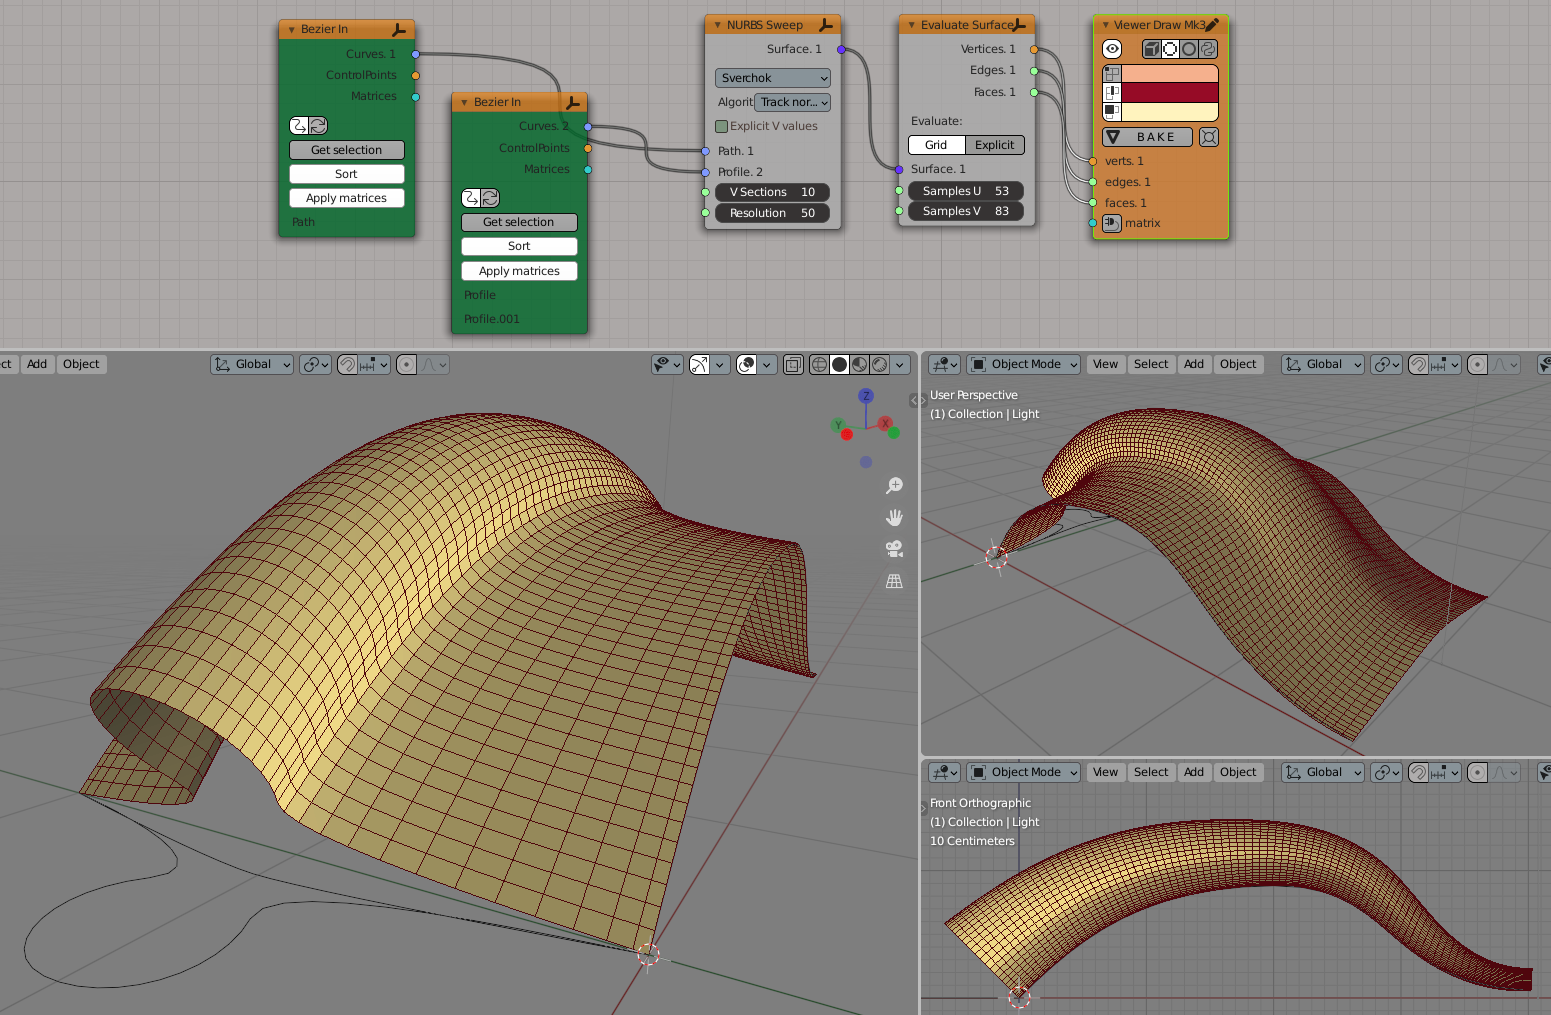 Bezier In
Curves. 1
ControlPoints
Matrices
Get selection
Sort
Apply matrices
Path
Bezier In
Curves. 2
ControlPoints
Matrices
Get selection
Sort
Apply matrices
Profile
Profile.001
NURBS Sweep
Surface. 1
Sverchok
Algorit Track nor...
Explicit V values
Path. 1
Profile. 2
V Sections 10
Resolution 50
Evaluate Surface
Vertices. 1
Edges. 1
Faces. 1
Evaluate:
Grid Explicit
Surface. 1
Samples U 53
Samples V 83
Viewer Draw Mk3
BAKE
verts. 1
edges. 1
faces. 1
matrix
ct Add Object Global
Z
Y X
Object Mode View Select Add Object Global
User Perspective
(1) Collection | Light
Object Mode View Select Add Object Global
Front Orthographic
(1) Collection | Light
10 Centimeters